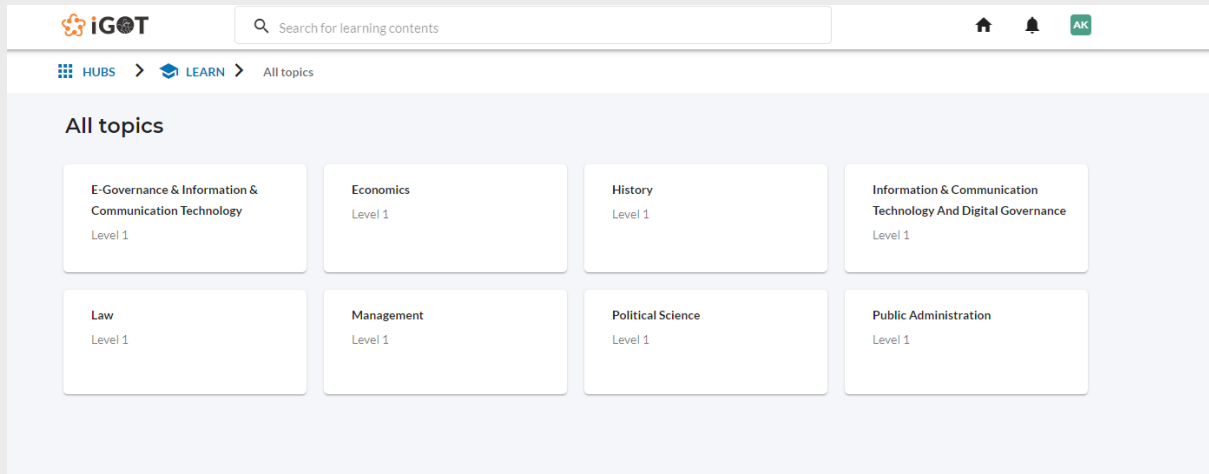 iGOT
Search for learning contents
AK
HUBS
LEARN
All topics
All topics
E-Governance & Information &
Communication Technology
Level 1
Economics
Level 1
History
Level 1
Information & Communication
Technology And Digital Governance
Level 1
Law
Level 1
Management
Level 1
Political Science
Level 1
Public Administration
Level 1